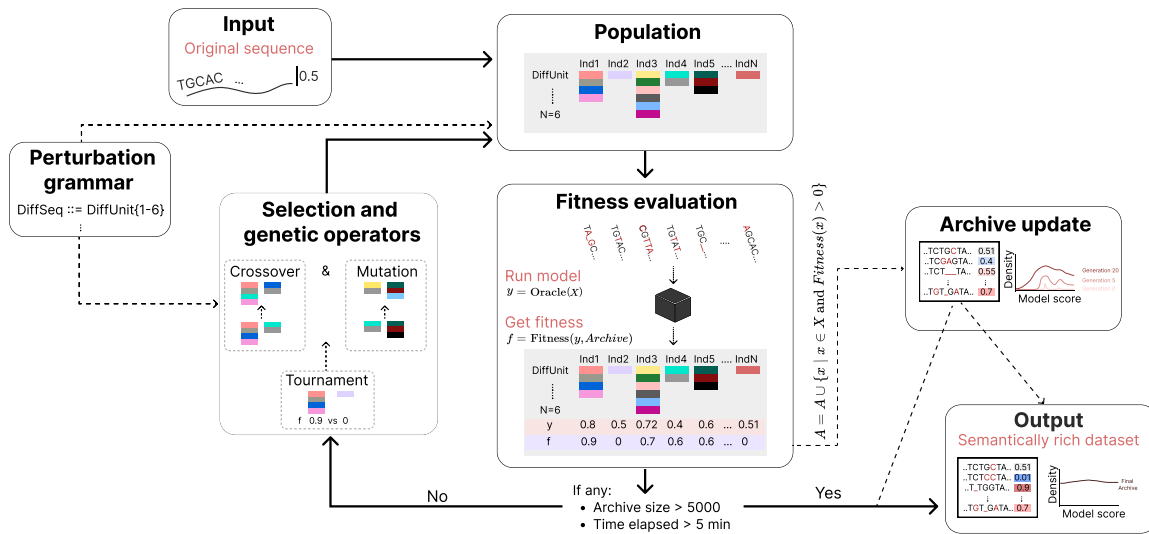 Input
Original sequence
TGCAC ... 0.5
Perturbation
grammar
DiffSeq ::= DiffUnit{1-6}
Population
Ind1 Ind2 Ind3 Ind4 Ind5 .... IndN
DiffUnit
N=6
Selection and
genetic operators
Crossover & Mutation
Tournament
f 0.9 vs 0
Fitness evaluation
TA_GC... TGTAC... CGTTA... TGTAT... TGC__... .... AGCAC...
Run model
y = Oracle(X)
Get fitness
f = Fitness(y, Archive)
Ind1 Ind2 Ind3 Ind4 Ind5 .... IndN
DiffUnit
N=6
y 0.8 0.5 0.72 0.4 0.6 ... 0.51
f 0.9 0 0.7 0.6 0.6 ... 0
A = A ∪ {x | x ∈ X and Fitness(x) > 0}
Archive update
..TCTGCTA.. 0.51
..TCGAGTA.. 0.4
..TCT__TA.. 0.55
..TGT_GATA.. 0.7
Density
Model score
Generation 20
Generation 5
If any:
• Archive size > 5000
• Time elapsed > 5 min
No
Yes
Output
Semantically rich dataset
..TCTGCTA.. 0.51
..TCTCCTA.. 0.01
..T_TGGTA.. 0.9
..TGT_GATA.. 0.7
Density
Model score
Final
Archive